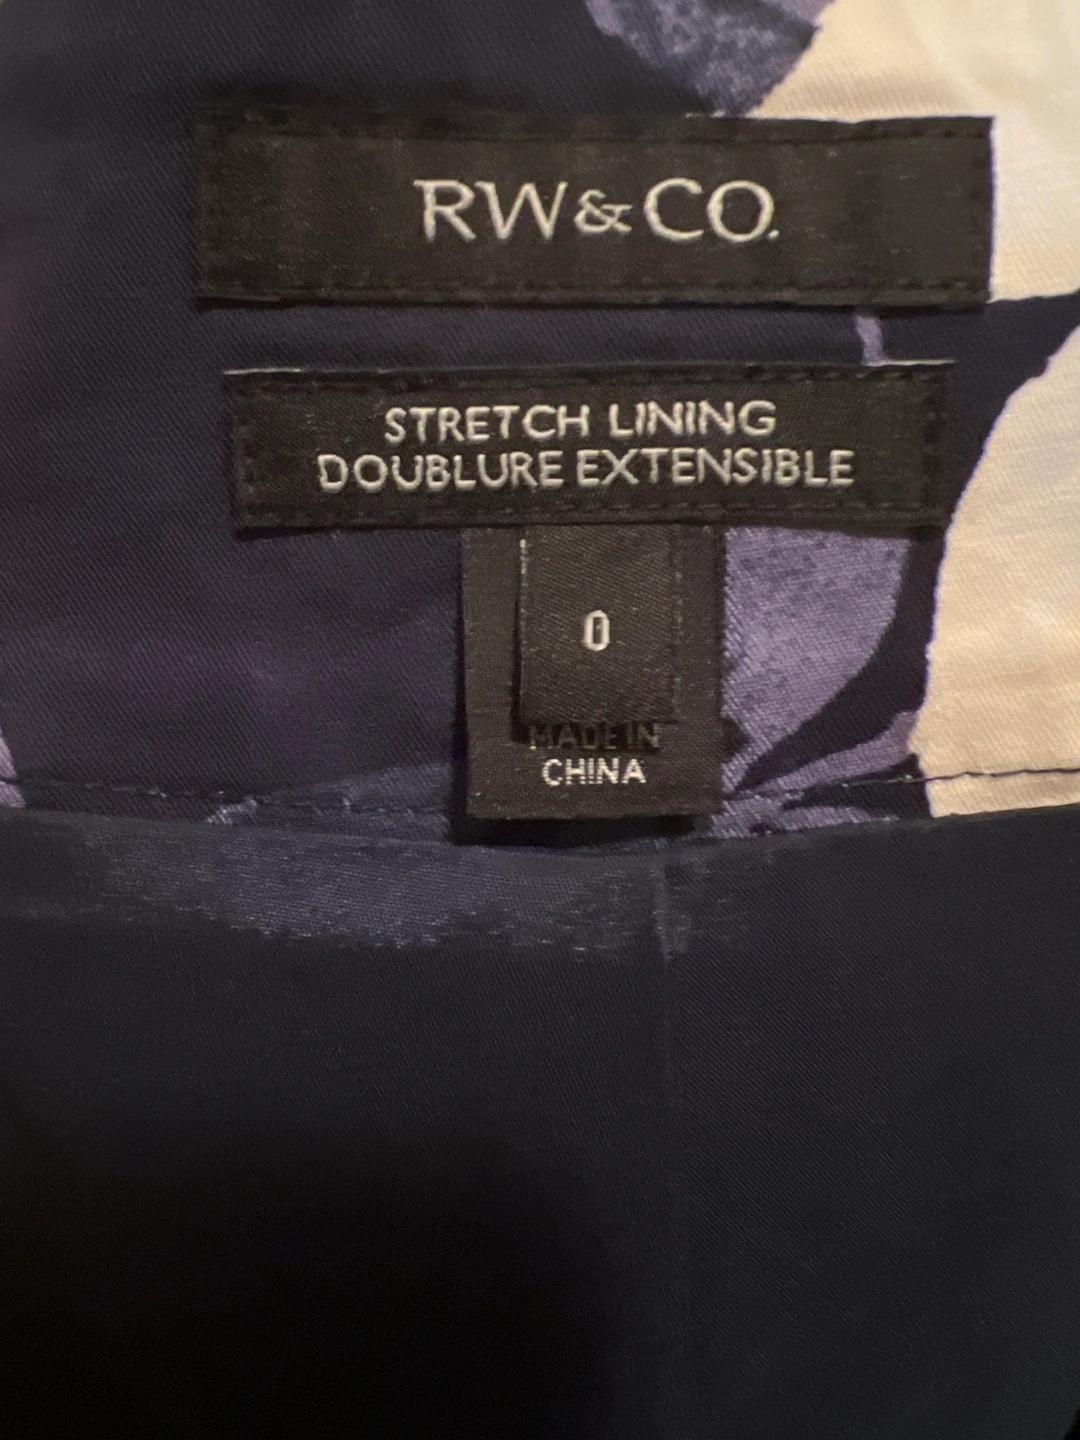 RW&CO.
STRETCH LINING
DOUBLURE EXTENSIBLE
0
MADE IN
CHINA